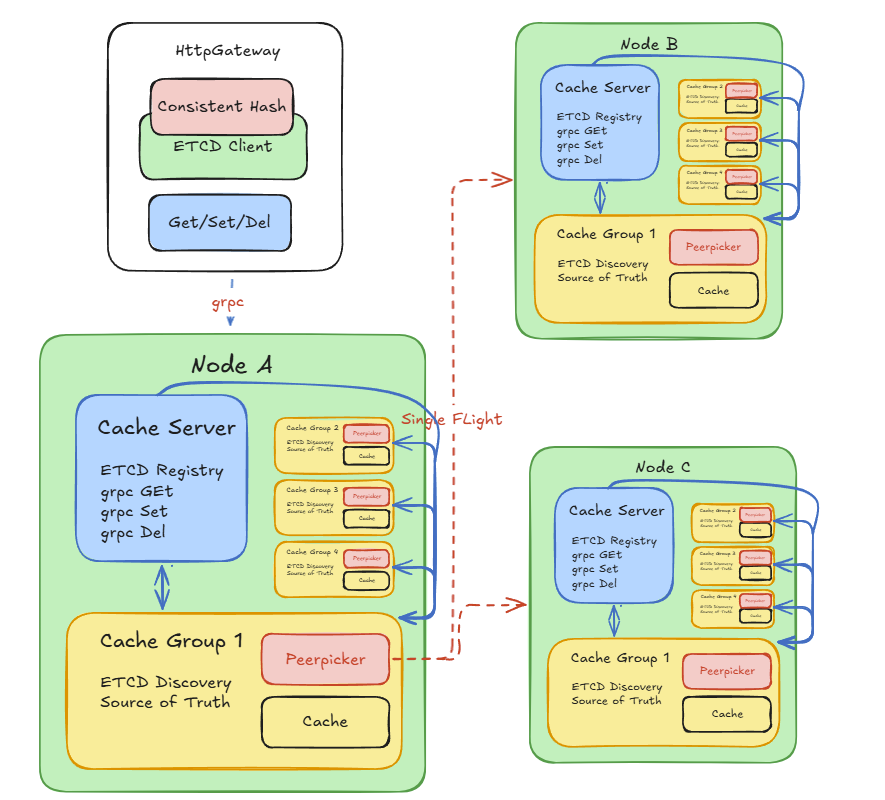 HttpGateway
Consistent Hash
ETCD Client
Get/Set/Del
grpc
Node A
Cache Server
ETCD Registry
grpc GEt
grpc Set
grpc Del
Cache Group 2
ETCD Discovery
Source of Truth
Peerpicker
Cache
Cache Group 3
ETCD Discovery
Source of Truth
Peerpicker
Cache
Cache Group 4
ETCD Discovery
Source of Truth
Peerpicker
Cache
Cache Group 1
ETCD Discovery
Source of Truth
Peerpicker
Cache
Single FLight
Node B
Cache Server
ETCD Registry
grpc GEt
grpc Set
grpc Del
Cache Group 2
ETCD Discovery
Source of Truth
Peerpicker
Cache
Cache Group 3
ETCD Discovery
Source of Truth
Peerpicker
Cache
Cache Group 4
ETCD Discovery
Source of Truth
Peerpicker
Cache
Cache Group 1
ETCD Discovery
Source of Truth
Peerpicker
Cache
Node C
Cache Server
ETCD Registry
grpc GEt
grpc Set
grpc Del
Cache Group 2
ETCD Discovery
Source of Truth
Peerpicker
Cache
Cache Group 3
ETCD Discovery
Source of Truth
Peerpicker
Cache
Cache Group 4
ETCD Discovery
Source of Truth
Peerpicker
Cache
Cache Group 1
ETCD Discovery
Source of Truth
Peerpicker
Cache